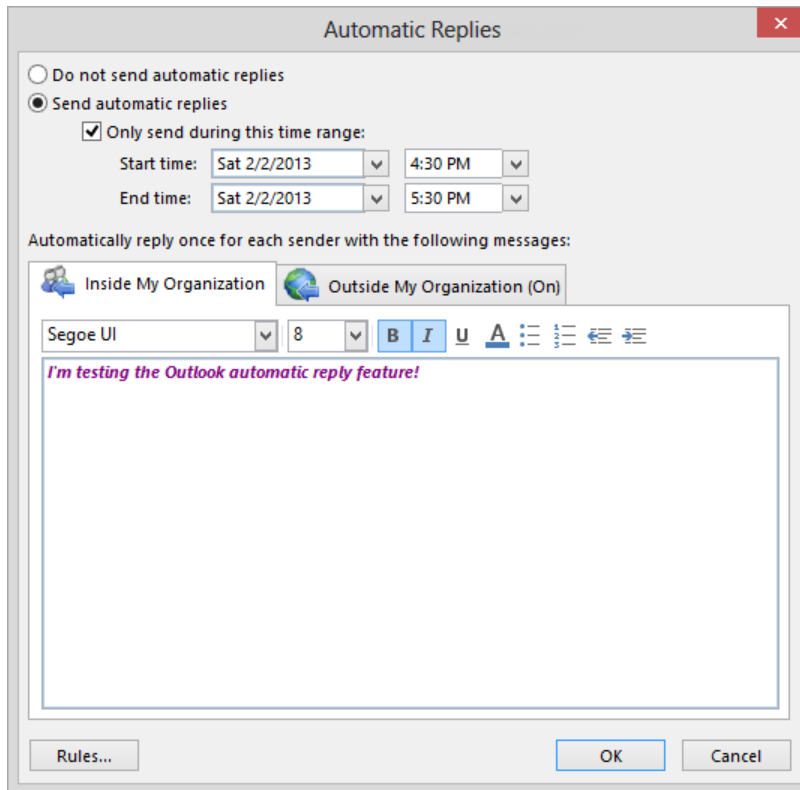 Automatic Replies
Do not send automatic replies
Send automatic replies
Only send during this time range:
Start time: Sat 2/2/2013 4:30 PM
End time: Sat 2/2/2013 5:30 PM
Automatically reply once for each sender with the following messages:
Inside My Organization Outside My Organization (On)
Segoe UI 8 B I U A
I'm testing the Outlook automatic reply feature!
Rules... OK Cancel